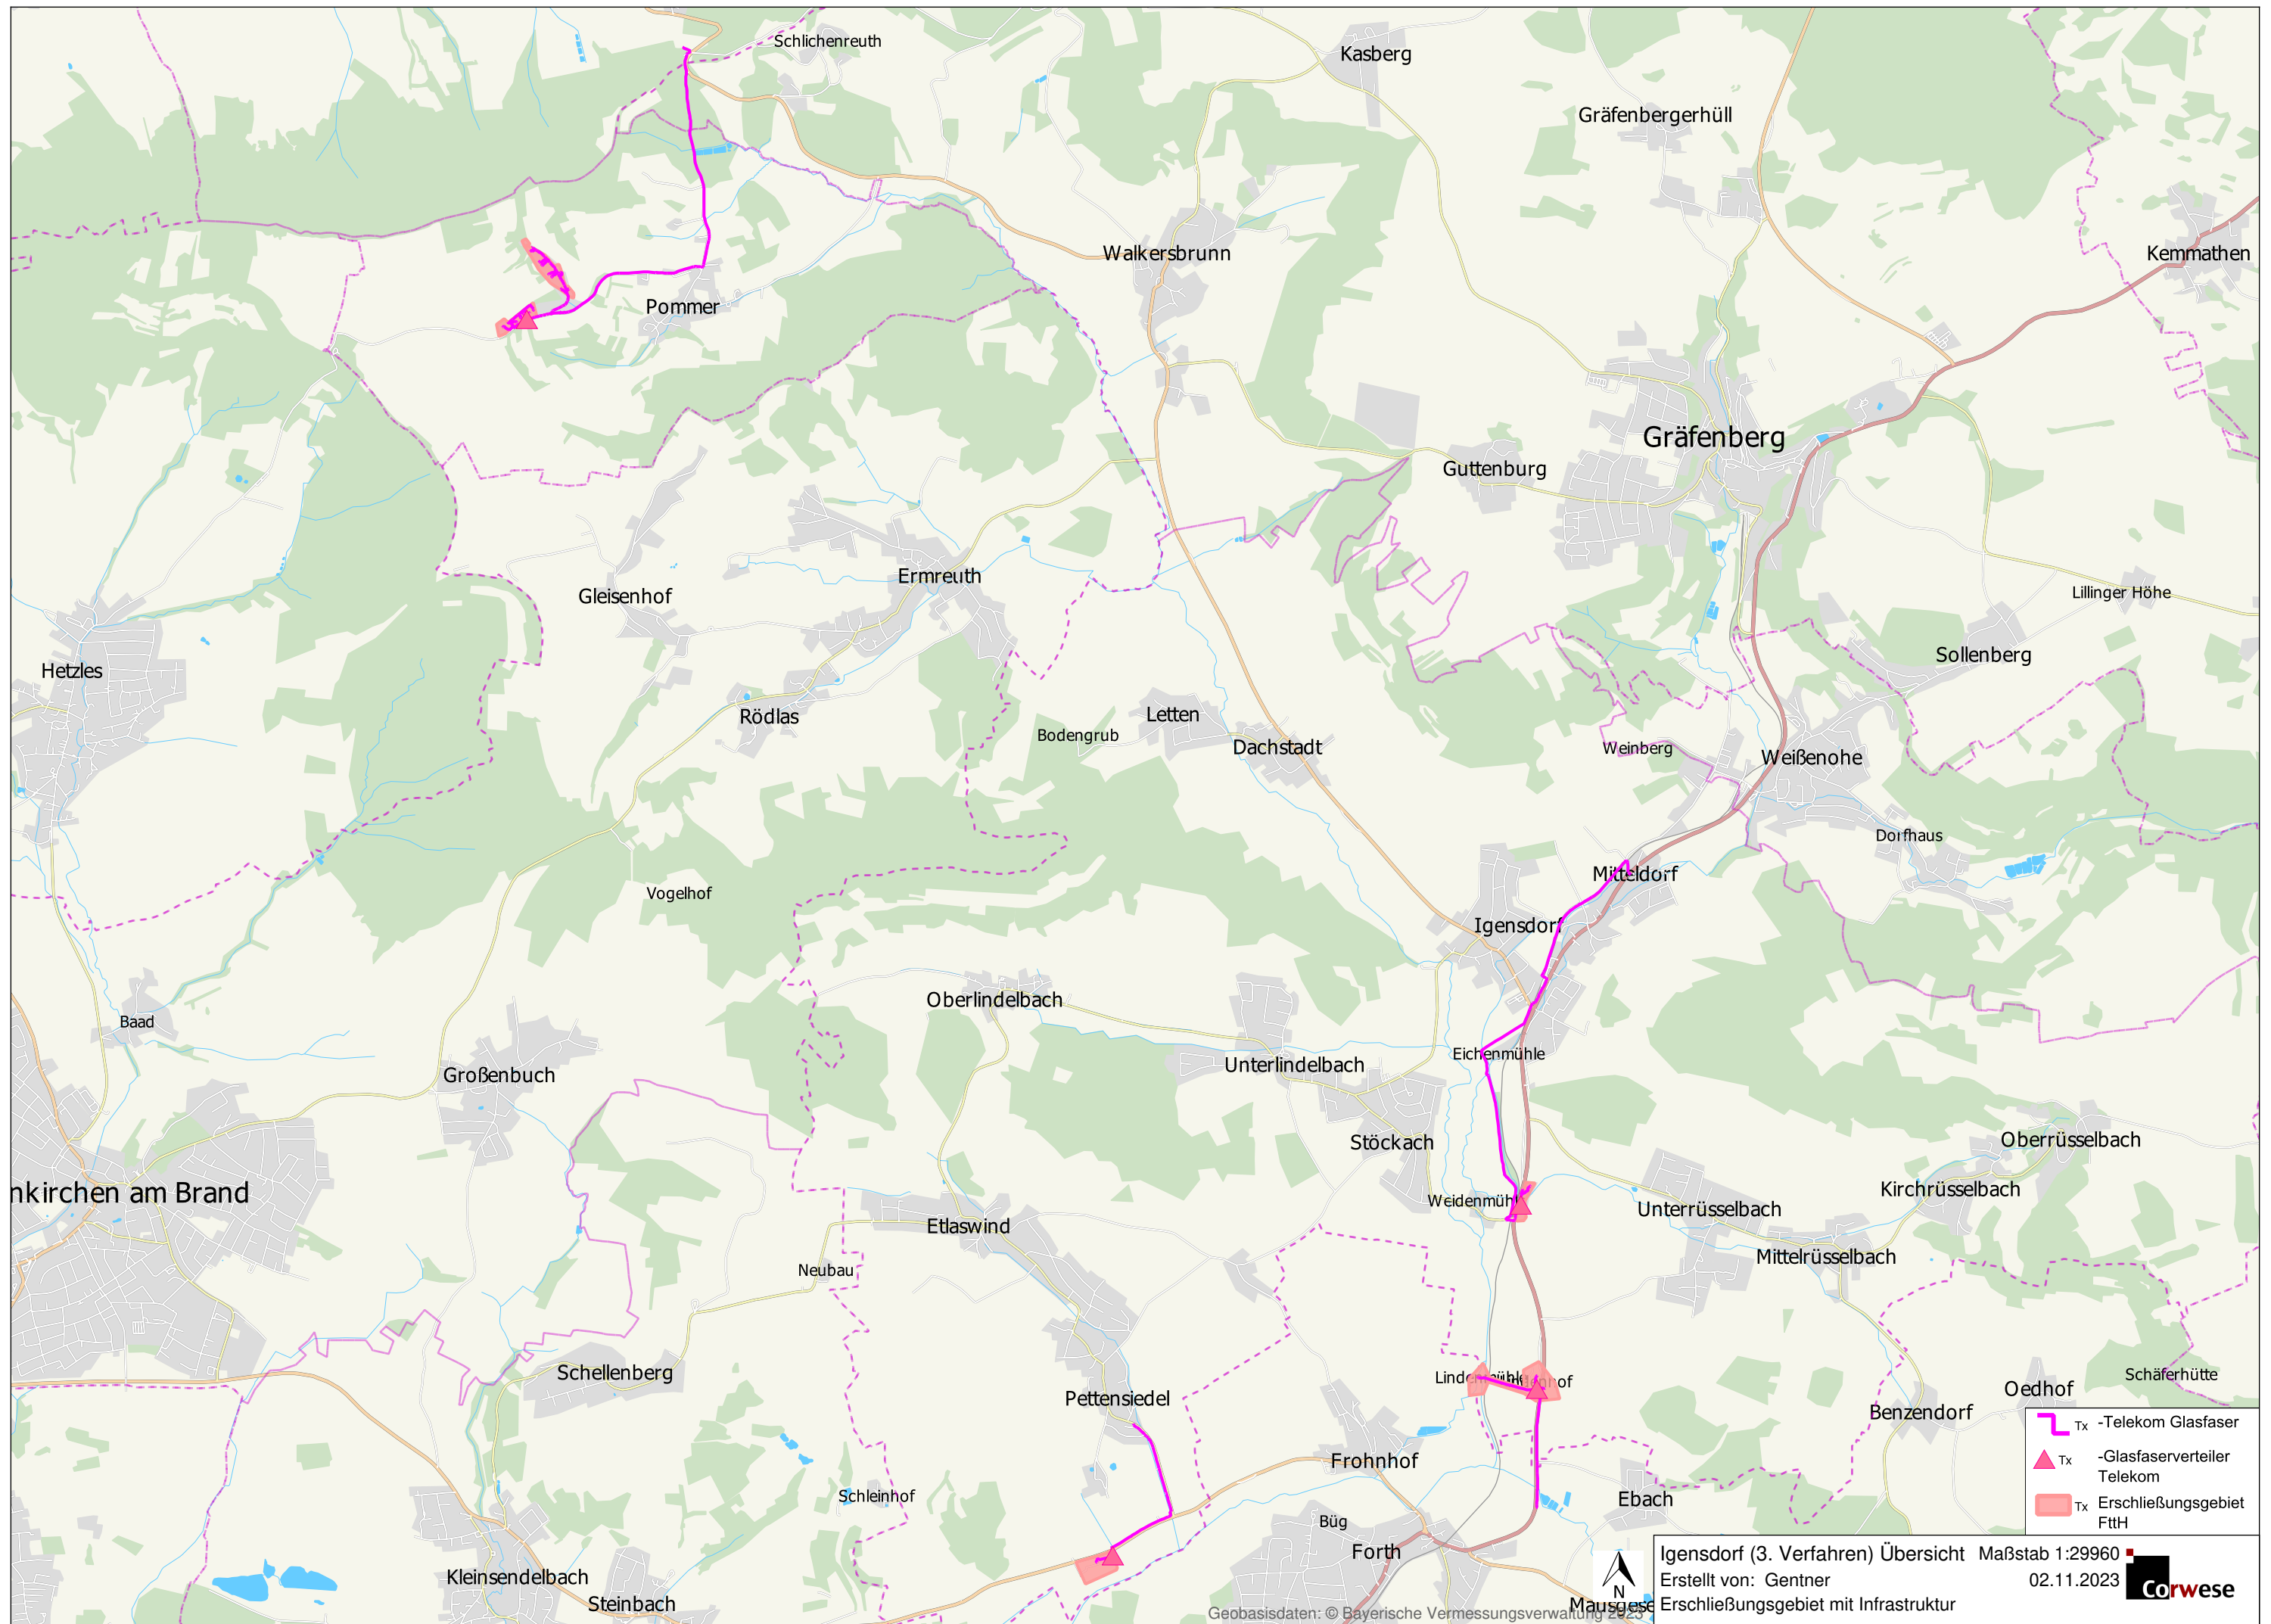 Schlichenreuth
Kasberg
Gräfenbergerhüll
Walkersbrunn
Kemmathen
Pommer
Gräfenberg
Guttenburg
Ermreuth
Gleisenhof
Lillinger Höhe
Sollenberg
Hetzles
Rödlas
Letten
Bodengrub
Dachstadt
Weinberg
Weißenohe
Dorfhaus
Mitteldorf
Vogelhof
Igensdorf
Oberlindelbach
Baad
Eichenmühle
Unterlindelbach
Großenbuch
Stöckach
Oberrüsselbach
nkirchen am Brand
Kirchrüsselbach
Weidenmühl
Unterrüsselbach
Etlaswind
Mittelrüsselbach
Neubau
Schellenberg
Lindenmühle
Schäferhütte
Pettensiedel
Oedhof
Benzendorf
Frohnhof
Schleinhof
Ebach
Büg
Forth
Kleinsendelbach
Steinbach
Mausgese
Tx -Telekom Glasfaser
Tx -Glasfaserverteiler
Telekom
Tx Erschließungsgebiet
FttH
N
Igensdorf (3. Verfahren) Übersicht Maßstab 1:29960
Erstellt von: Gentner 02.11.2023
Erschließungsgebiet mit Infrastruktur
Corwese
Geobasisdaten: © Bayerische Vermessungsverwaltung 2023